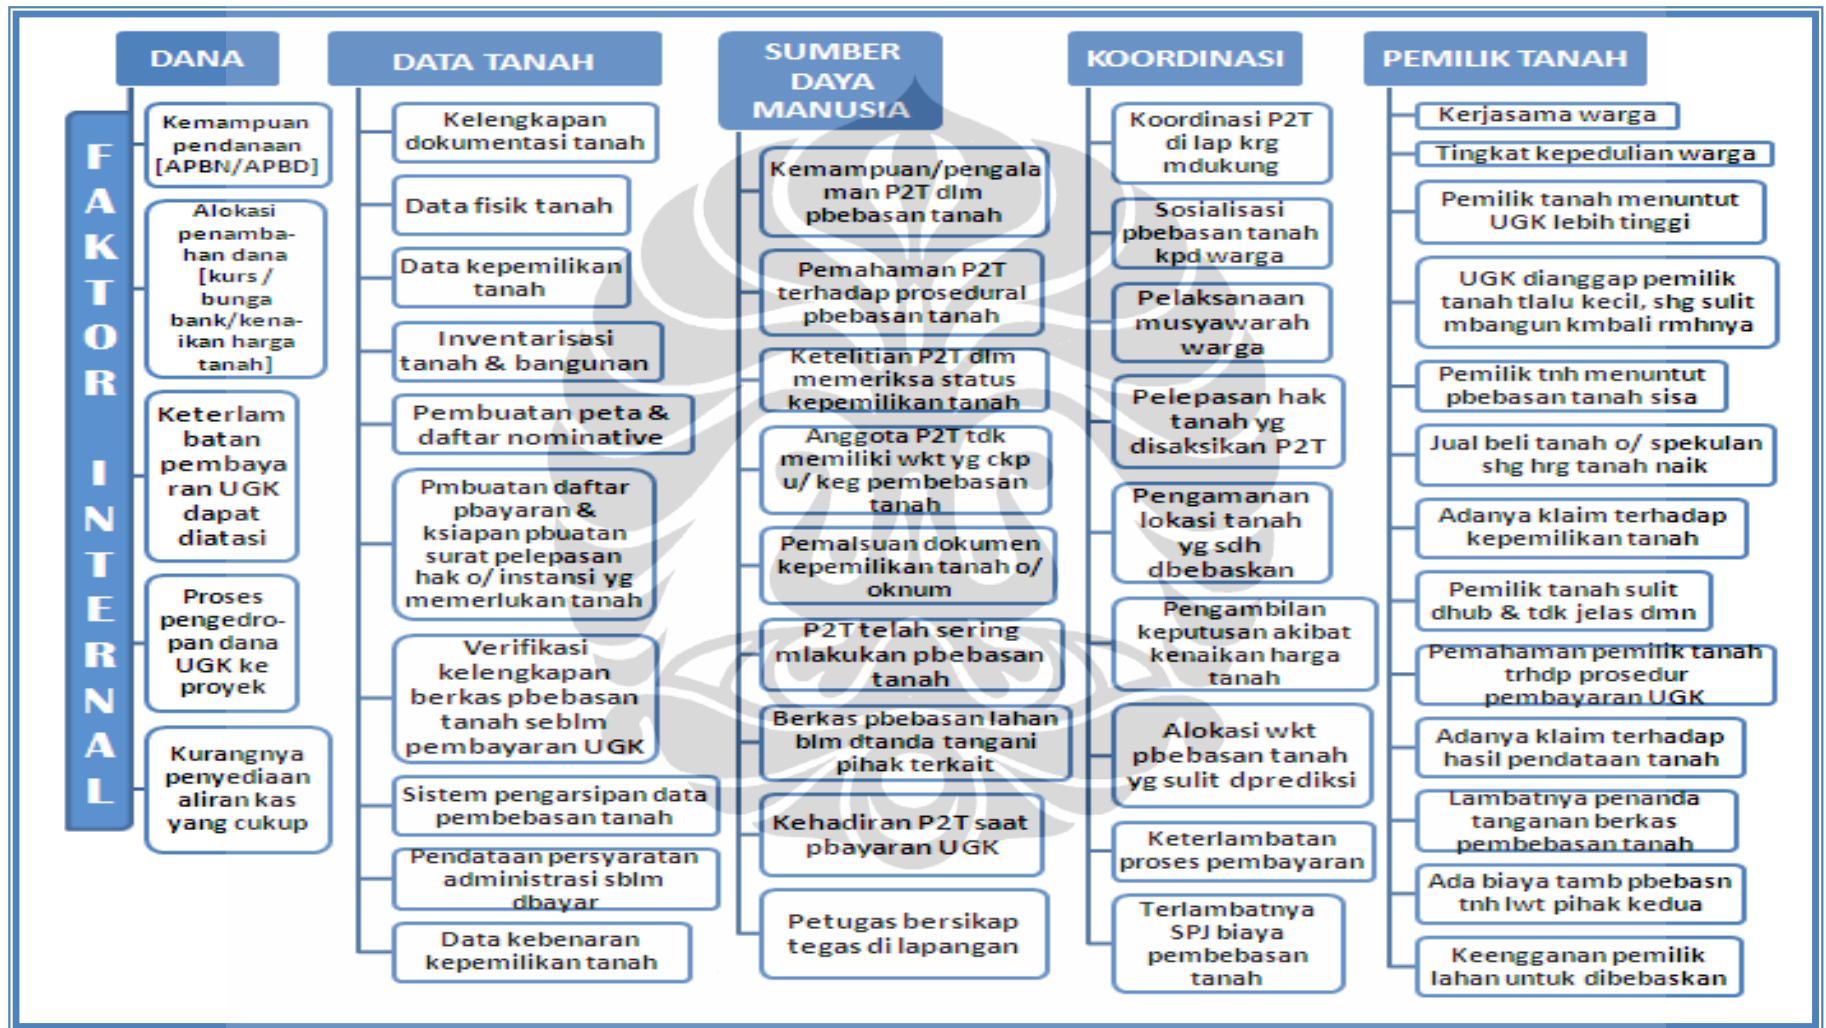 FAKTOR INTERNAL
DANA
Kemampuan
pendanaan
[APBN/APBD]
Alokasi
penamba-
han dana
[kurs /
bunga
bank/kena-
ikan harga
tanah]
Keterlam
batan
pembaya
ran UGK
dapat
diatasi
Proses
pengedro-
pan dana
UGK ke
proyek
Kurangnya
penyediaan
aliran kas
yang cukup
DATA TANAH
Kelengkapan
dokumentasi tanah
Data fisik tanah
Data kepemilikan
tanah
Inventarisasi
tanah & bangunan
Pembuatan peta &
daftar nominative
Pmbuatan daftar
pbayaran &
ksiapan pbuatan
surat pelepasan
hak o/ instansi yg
memerlukan tanah
Verifikasi
kelengkapan
berkas pbebasan
tanah seblm
pembayaran UGK
Sistem pengarsipan data
pembebasan tanah
Pendataan persyaratan
administrasi sblm
dbayar
Data kebenaran
kepemilikan tanah
SUMBER
DAYA
MANUSIA
Kemampuan/pengala
man P2T dlm
pbebasan tanah
Pemahaman P2T
terhadap prosedural
pbebasan tanah
Ketelitian P2T dlm
memeriksa status
kepemilikan tanah
Anggota P2T tdk
memiliki wkt yg ckp
u/ keg pembebasan
tanah
Pemalsuan dokumen
kepemilikan tanah o/
oknum
P2T telah sering
mlakukan pbebasan
tanah
Berkas pbebasan lahan
blm dtanda tangani
pihak terkait
Kehadiran P2T saat
pbayaran UGK
Petugas bersikap
tegas di lapangan
KOORDINASI
Koordinasi P2T
di lap krg
mdukung
Sosialisasi
pbebasan tanah
kpd warga
Pelaksanaan
musyawarah
warga
Pelepasan hak
tanah yg
disaksikan P2T
Pengamanan
lokasi tanah
yg sdh
dbebaskan
Pengambilan
keputusan akibat
kenaikan harga
tanah
Alokasi wkt
pbebasan tanah
yg sulit dprediksi
Keterlambatan
proses pembayaran
Terlambatnya
SPJ biaya
pembebasan
tanah
PEMILIK TANAH
Kerjasama warga
Tingkat kepedulian warga
Pemilik tanah menuntut
UGK lebih tinggi
UGK dianggap pemilik
tanah tlalu kecil, shg sulit
mbangun kmbali rmhnya
Pemilik tnh menuntut
pbebasan tanah sisa
Jual beli tanah o/ spekulan
shg hrg tanah naik
Adanya klaim terhadap
kepemilikan tanah
Pemilik tanah sulit
dhub & tdk jelas dmn
Pemahaman pemilik tanah
trhdp prosedur
pembayaran UGK
Adanya klaim terhadap
hasil pendataan tanah
Lambatnya penanda
tanganan berkas
pembebasan tanah
Ada biaya tamb pbebasn
tnh lwt pihak kedua
Keengganan pemilik
lahan untuk dibebaskan